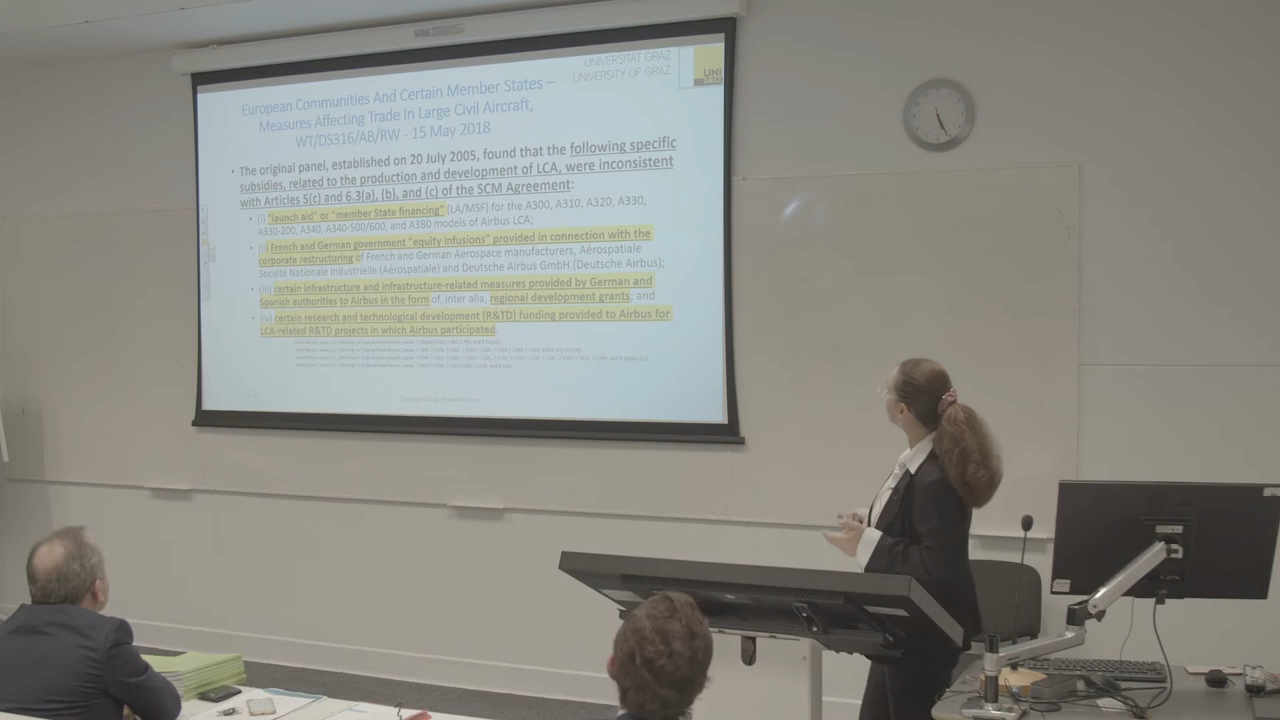 UNIVERSITÄT GRAZ
UNIVERSITY OF GRAZ
UNI
European Communities And Certain Member States –
Measures Affecting Trade In Large Civil Aircraft,
WT/DS316/AB/RW - 15 May 2018
• The original panel, established on 20 July 2005, found that the following specific
subsidies, related to the production and development of LCA, were inconsistent
with Articles 5(c) and 6.3(a), (b), and (c) of the SCM Agreement:
• (i) "launch aid" or "member State financing" (LA/MSF) for the A300, A310, A320, A330,
A330-200, A340, A340-500/600, and A380 models of Airbus LCA;
• (ii) French and German government "equity infusions" provided in connection with the
corporate restructuring of French and German Aerospace manufacturers, Aérospatiale
Société Nationale Industrielle (Aérospatiale) and Deutsche Airbus GmbH (Deutsche Airbus);
• (iii) certain infrastructure and infrastructure-related measures provided by German and
Spanish authorities to Airbus in the form of, inter alia, regional development grants; and
• (iv) certain research and technological development (R&TD) funding provided to Airbus for
LCA-related R&TD projects in which Airbus participated.
Copyright © by